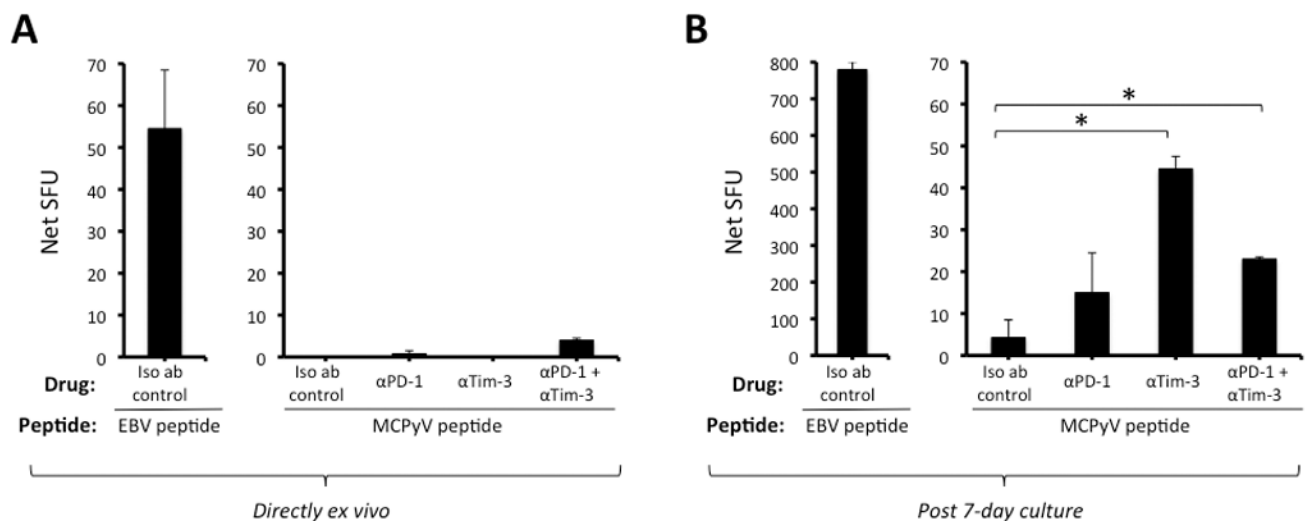 A
B
Net SFU
70
60
50
40
30
20
10
0
70
60
50
40
30
20
10
0
Drug:
Iso ab
control
Iso ab
control
αPD-1
αTim-3
αPD-1 +
αTim-3
Peptide:
EBV peptide
MCPyV peptide
Directly ex vivo
Net SFU
800
700
600
500
400
300
200
100
0
70
60
50
40
30
20
10
0
*
*
Drug:
Iso ab
control
Iso ab
control
αPD-1
αTim-3
αPD-1 +
αTim-3
Peptide:
EBV peptide
MCPyV peptide
Post 7-day culture